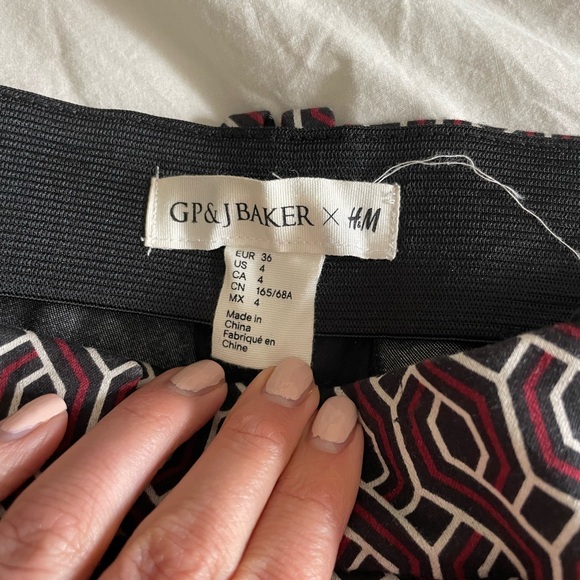 GP&J BAKER × H&M
EUR 36
US 4
CA 4
CN 165/68A
MX 4
Made in
China
Fabriqué en
Chine